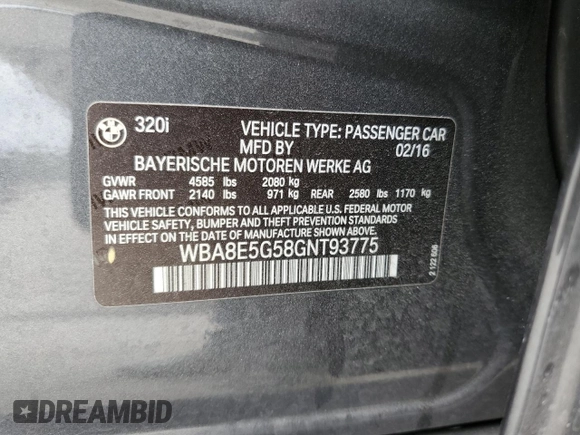 320i VEHICLE TYPE: PASSENGER CAR
MFD BY 02/16
BAYERISCHE MOTOREN WERKE AG
GVWR 4585 lbs 2080 kg
GAWR FRONT 2140 lbs 971 kg REAR 2580 lbs 1170 kg
THIS VEHICLE CONFORMS TO ALL APPLICABLE U.S. FEDERAL MOTOR
VEHICLE SAFETY, BUMPER AND THEFT PREVENTION STANDARDS
IN EFFECT ON THE DATE OF MANUFACTURE SHOWN ABOVE.
WBA8E5G58GNT93775
DREAMBID